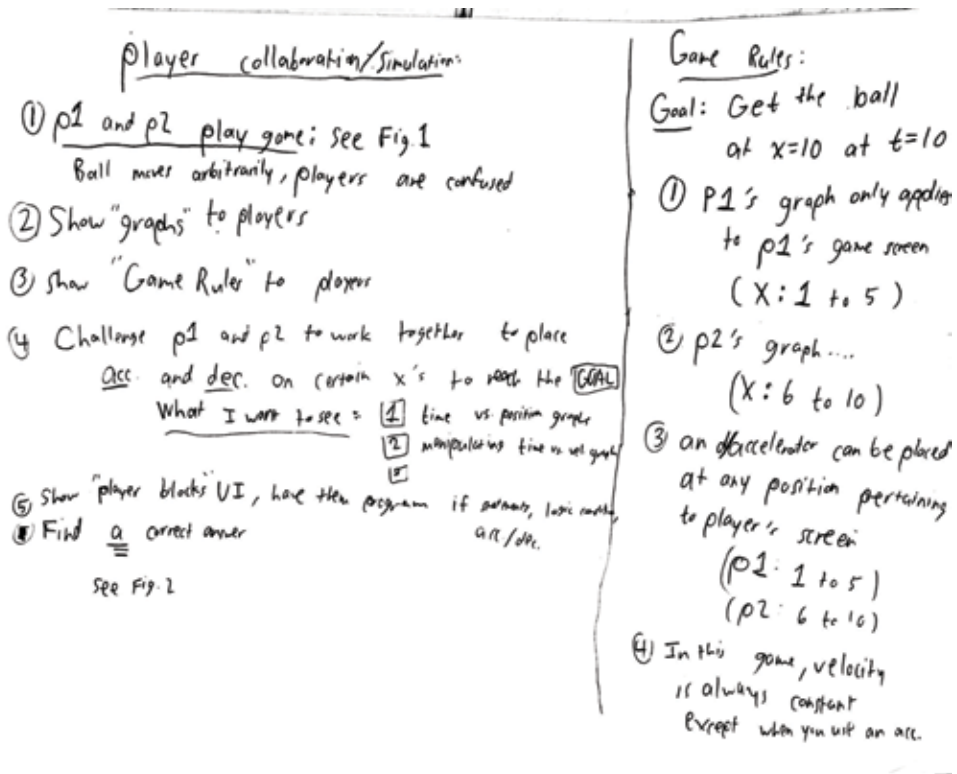 Player collaboration/Simulation:
① p1 and p2 play game: See Fig. 1
Ball moves arbitrarily, players are confused
② Show "graphs" to players
③ Show "Game Rules" to players
④ Challenge p1 and p2 to work together to place
acc. and dec. on certain x's to reach the GOAL
What I want to see: 1 time vs. position graphs
2 manipulating time vs vel graph
⑤ Show "player blocks" UI, have them program if , logic
acc/dec.
Find a correct answer
See Fig. 2
Game Rules:
Goal: Get the ball
at x=10 at t=10
① P1's graph only applies
to p1's game screen
(X: 1 to 5)
② p2's graph....
(X: 6 to 10)
③ an accelerator can be placed
at any position pertaining
to player's screen
(p1: 1 to 5)
(p2: 6 to 10)
④ In this game, velocity
is always constant
except when you use an acc.